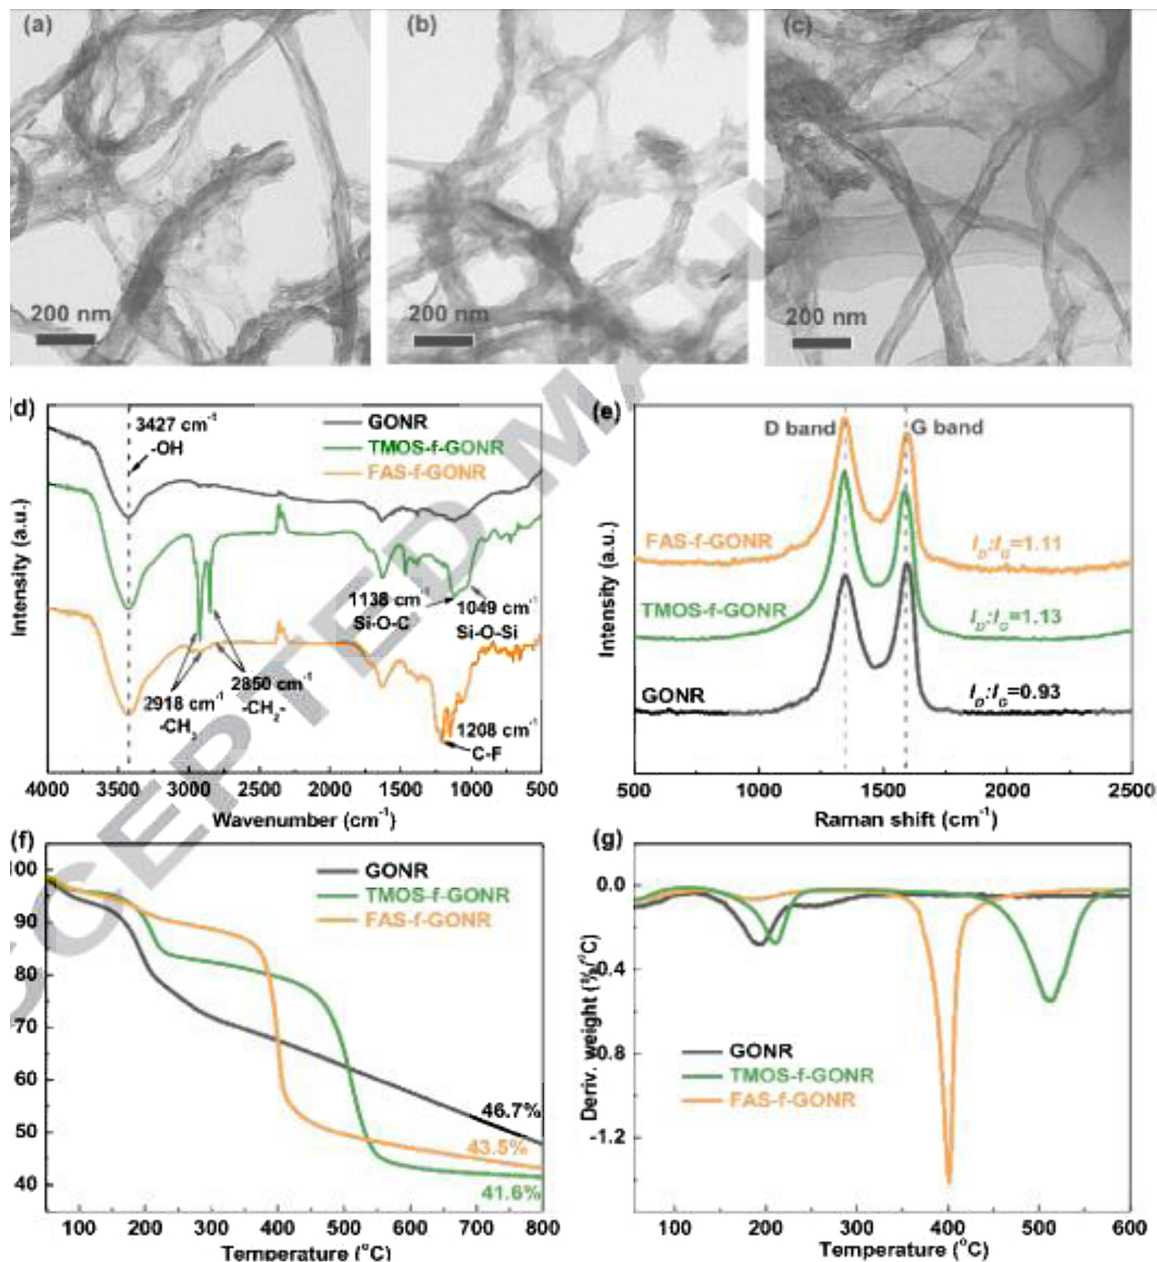 (a)
(b)
(c)
200 nm
200 nm
200 nm
(d)
3427 cm⁻¹
-OH
GONR
TMOS-f-GONR
FAS-f-GONR
1138 cm⁻¹
Si-O-C
1049 cm⁻¹
Si-O-Si
2918 cm⁻¹
-CH₃
2850 cm⁻¹
-CH₂-
1208 cm⁻¹
C-F
Intensity (a.u.)
4000 3500 3000 2500 2000 1500 1000 500
Wavenumber (cm⁻¹)
(e)
D band
G band
FAS-f-GONR
I_D:I_G=1.11
TMOS-f-GONR
I_D:I_G=1.13
GONR
I_D:I_G=0.93
Intensity (a.u.)
500 1000 1500 2000 2500
Raman shift (cm⁻¹)
(f)
GONR
TMOS-f-GONR
FAS-f-GONR
100
90
80
70
60
50
40
46.7%
43.5%
41.6%
100 200 300 400 500 600 700 800
Temperature (°C)
(g)
0.0
-0.4
-0.8
-1.2
Deriv. weight (%/°C)
GONR
TMOS-f-GONR
FAS-f-GONR
100 200 300 400 500 600
Temperature (°C)
CCEPTED MA